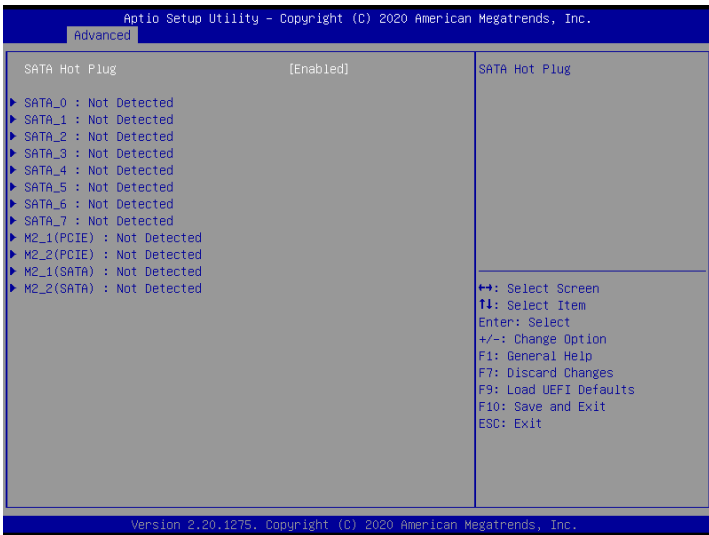 Aptio Setup Utility – Copyright (C) 2020 American Megatrends, Inc.
Advanced
SATA Hot Plug [Enabled]
SATA_0 : Not Detected
SATA_1 : Not Detected
SATA_2 : Not Detected
SATA_3 : Not Detected
SATA_4 : Not Detected
SATA_5 : Not Detected
SATA_6 : Not Detected
SATA_7 : Not Detected
M2_1(PCIE) : Not Detected
M2_2(PCIE) : Not Detected
M2_1(SATA) : Not Detected
M2_2(SATA) : Not Detected
SATA Hot Plug
↔: Select Screen
↑↓: Select Item
Enter: Select
+/-: Change Option
F1: General Help
F7: Discard Changes
F9: Load UEFI Defaults
F10: Save and Exit
ESC: Exit
Version 2.20.1275. Copyright (C) 2020 American Megatrends, Inc.